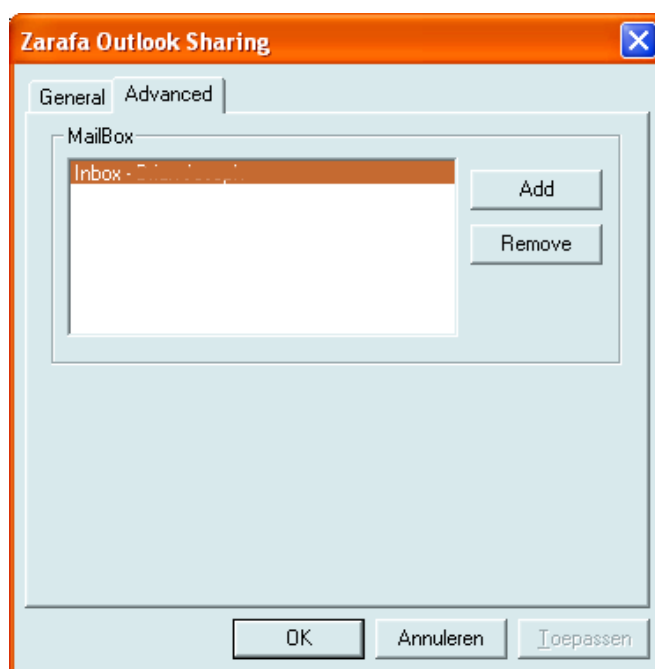 Zarafa Outlook Sharing
General Advanced
MailBox
Inbox -
Add
Remove
OK Annuleren Toepassen